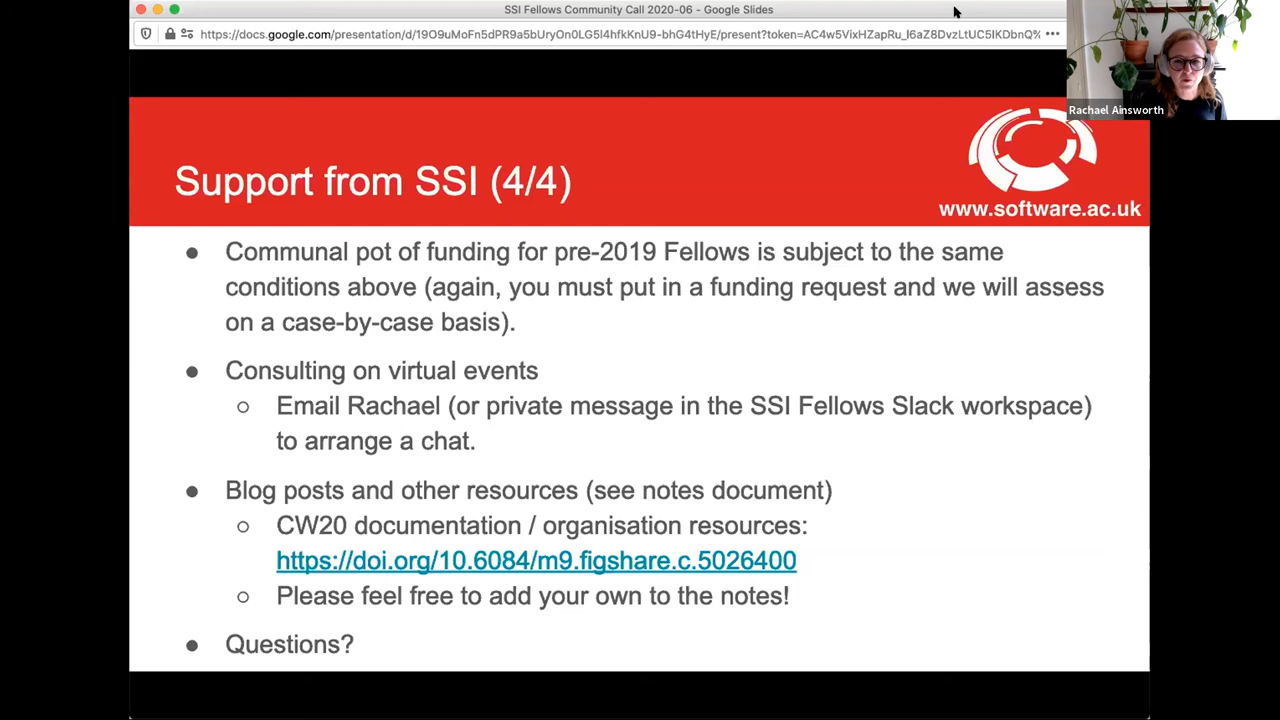 SSI Fellows Community Call 2020-06 - Google Slides
https://docs.google.com/presentation/d/19O9uMoFn5dPR9a5bUryOn0LG5l4hfkKnU9-bhG4tHyE/present?token=AC4w5VixHZapRu_I6aZ8DvzLtUC5IKDbnQ%
Rachael Ainsworth
Support from SSI (4/4)
www.software.ac.uk
● Communal pot of funding for pre-2019 Fellows is subject to the same
conditions above (again, you must put in a funding request and we will assess
on a case-by-case basis).
● Consulting on virtual events
○ Email Rachael (or private message in the SSI Fellows Slack workspace)
to arrange a chat.
● Blog posts and other resources (see notes document)
○ CW20 documentation / organisation resources:
https://doi.org/10.6084/m9.figshare.c.5026400
○ Please feel free to add your own to the notes!
● Questions?